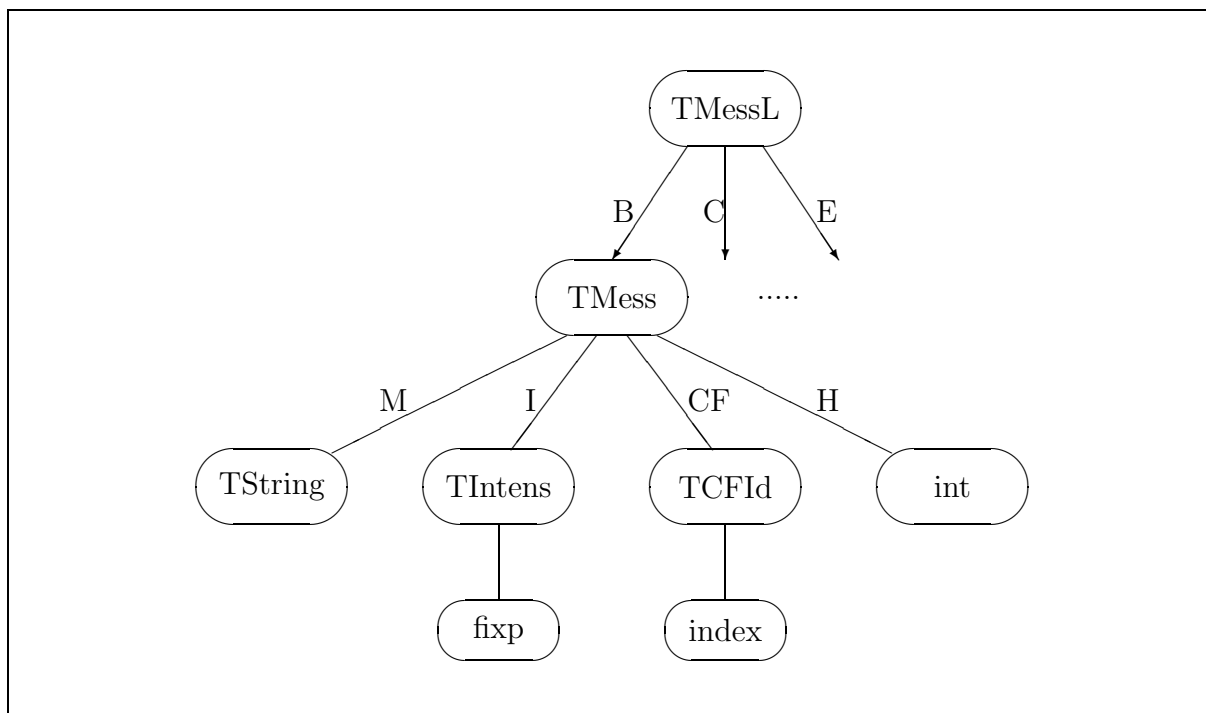 TMessL
B C E
TMess .....
M I CF H
TString TIntens TCFId int
fixp index